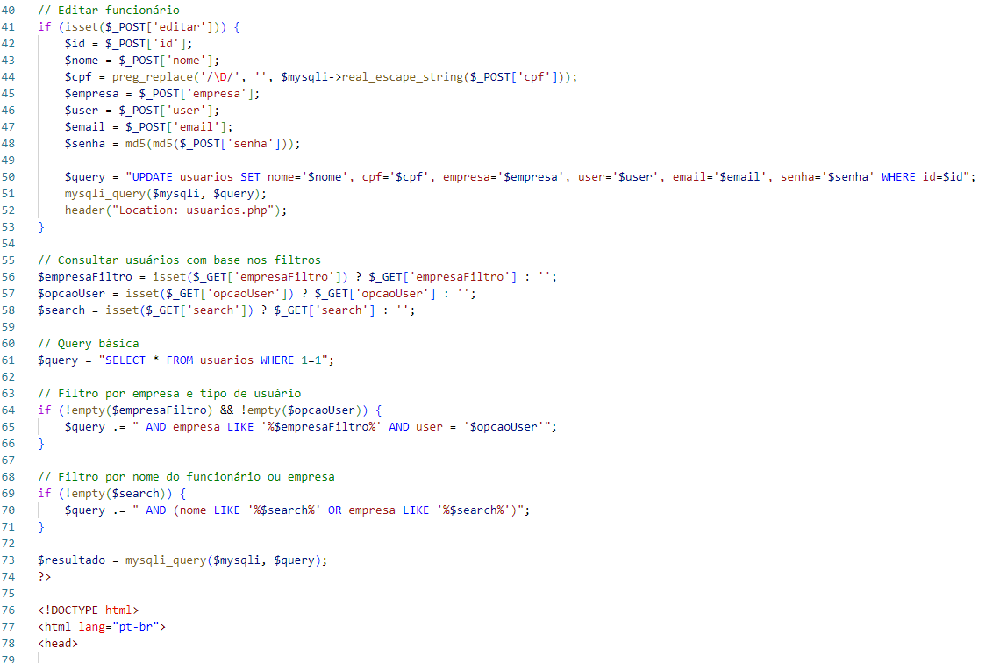 40 // Editar funcionário
41 if (isset($_POST['editar'])) {
42     $id = $_POST['id'];
43     $nome = $_POST['nome'];
44     $cpf = preg_replace('/\D/', '', $mysqli->real_escape_string($_POST['cpf']));
45     $empresa = $_POST['empresa'];
46     $user = $_POST['user'];
47     $email = $_POST['email'];
48     $senha = md5(md5($_POST['senha']));
49
50     $query = "UPDATE usuarios SET nome='$nome', cpf='$cpf', empresa='$empresa', user='$user', email='$email', senha='$senha' WHERE id=$id";
51     mysqli_query($mysqli, $query);
52     header("Location: usuarios.php");
53 }
54
55 // Consultar usuários com base nos filtros
56 $empresaFiltro = isset($_GET['empresaFiltro']) ? $_GET['empresaFiltro'] : '';
57 $opcaoUser = isset($_GET['opcaoUser']) ? $_GET['opcaoUser'] : '';
58 $search = isset($_GET['search']) ? $_GET['search'] : '';
59
60 // Query básica
61 $query = "SELECT * FROM usuarios WHERE 1=1";
62
63 // Filtro por empresa e tipo de usuário
64 if (!empty($empresaFiltro) && !empty($opcaoUser)) {
65     $query .= " AND empresa LIKE '%$empresaFiltro%' AND user = '$opcaoUser'";
66 }
67
68 // Filtro por nome do funcionário ou empresa
69 if (!empty($search)) {
70     $query .= " AND (nome LIKE '%$search%' OR empresa LIKE '%$search%')";
71 }
72
73 $resultado = mysqli_query($mysqli, $query);
74 ?>
75
76 <!DOCTYPE html>
77 <html lang="pt-br">
78 <head>
79